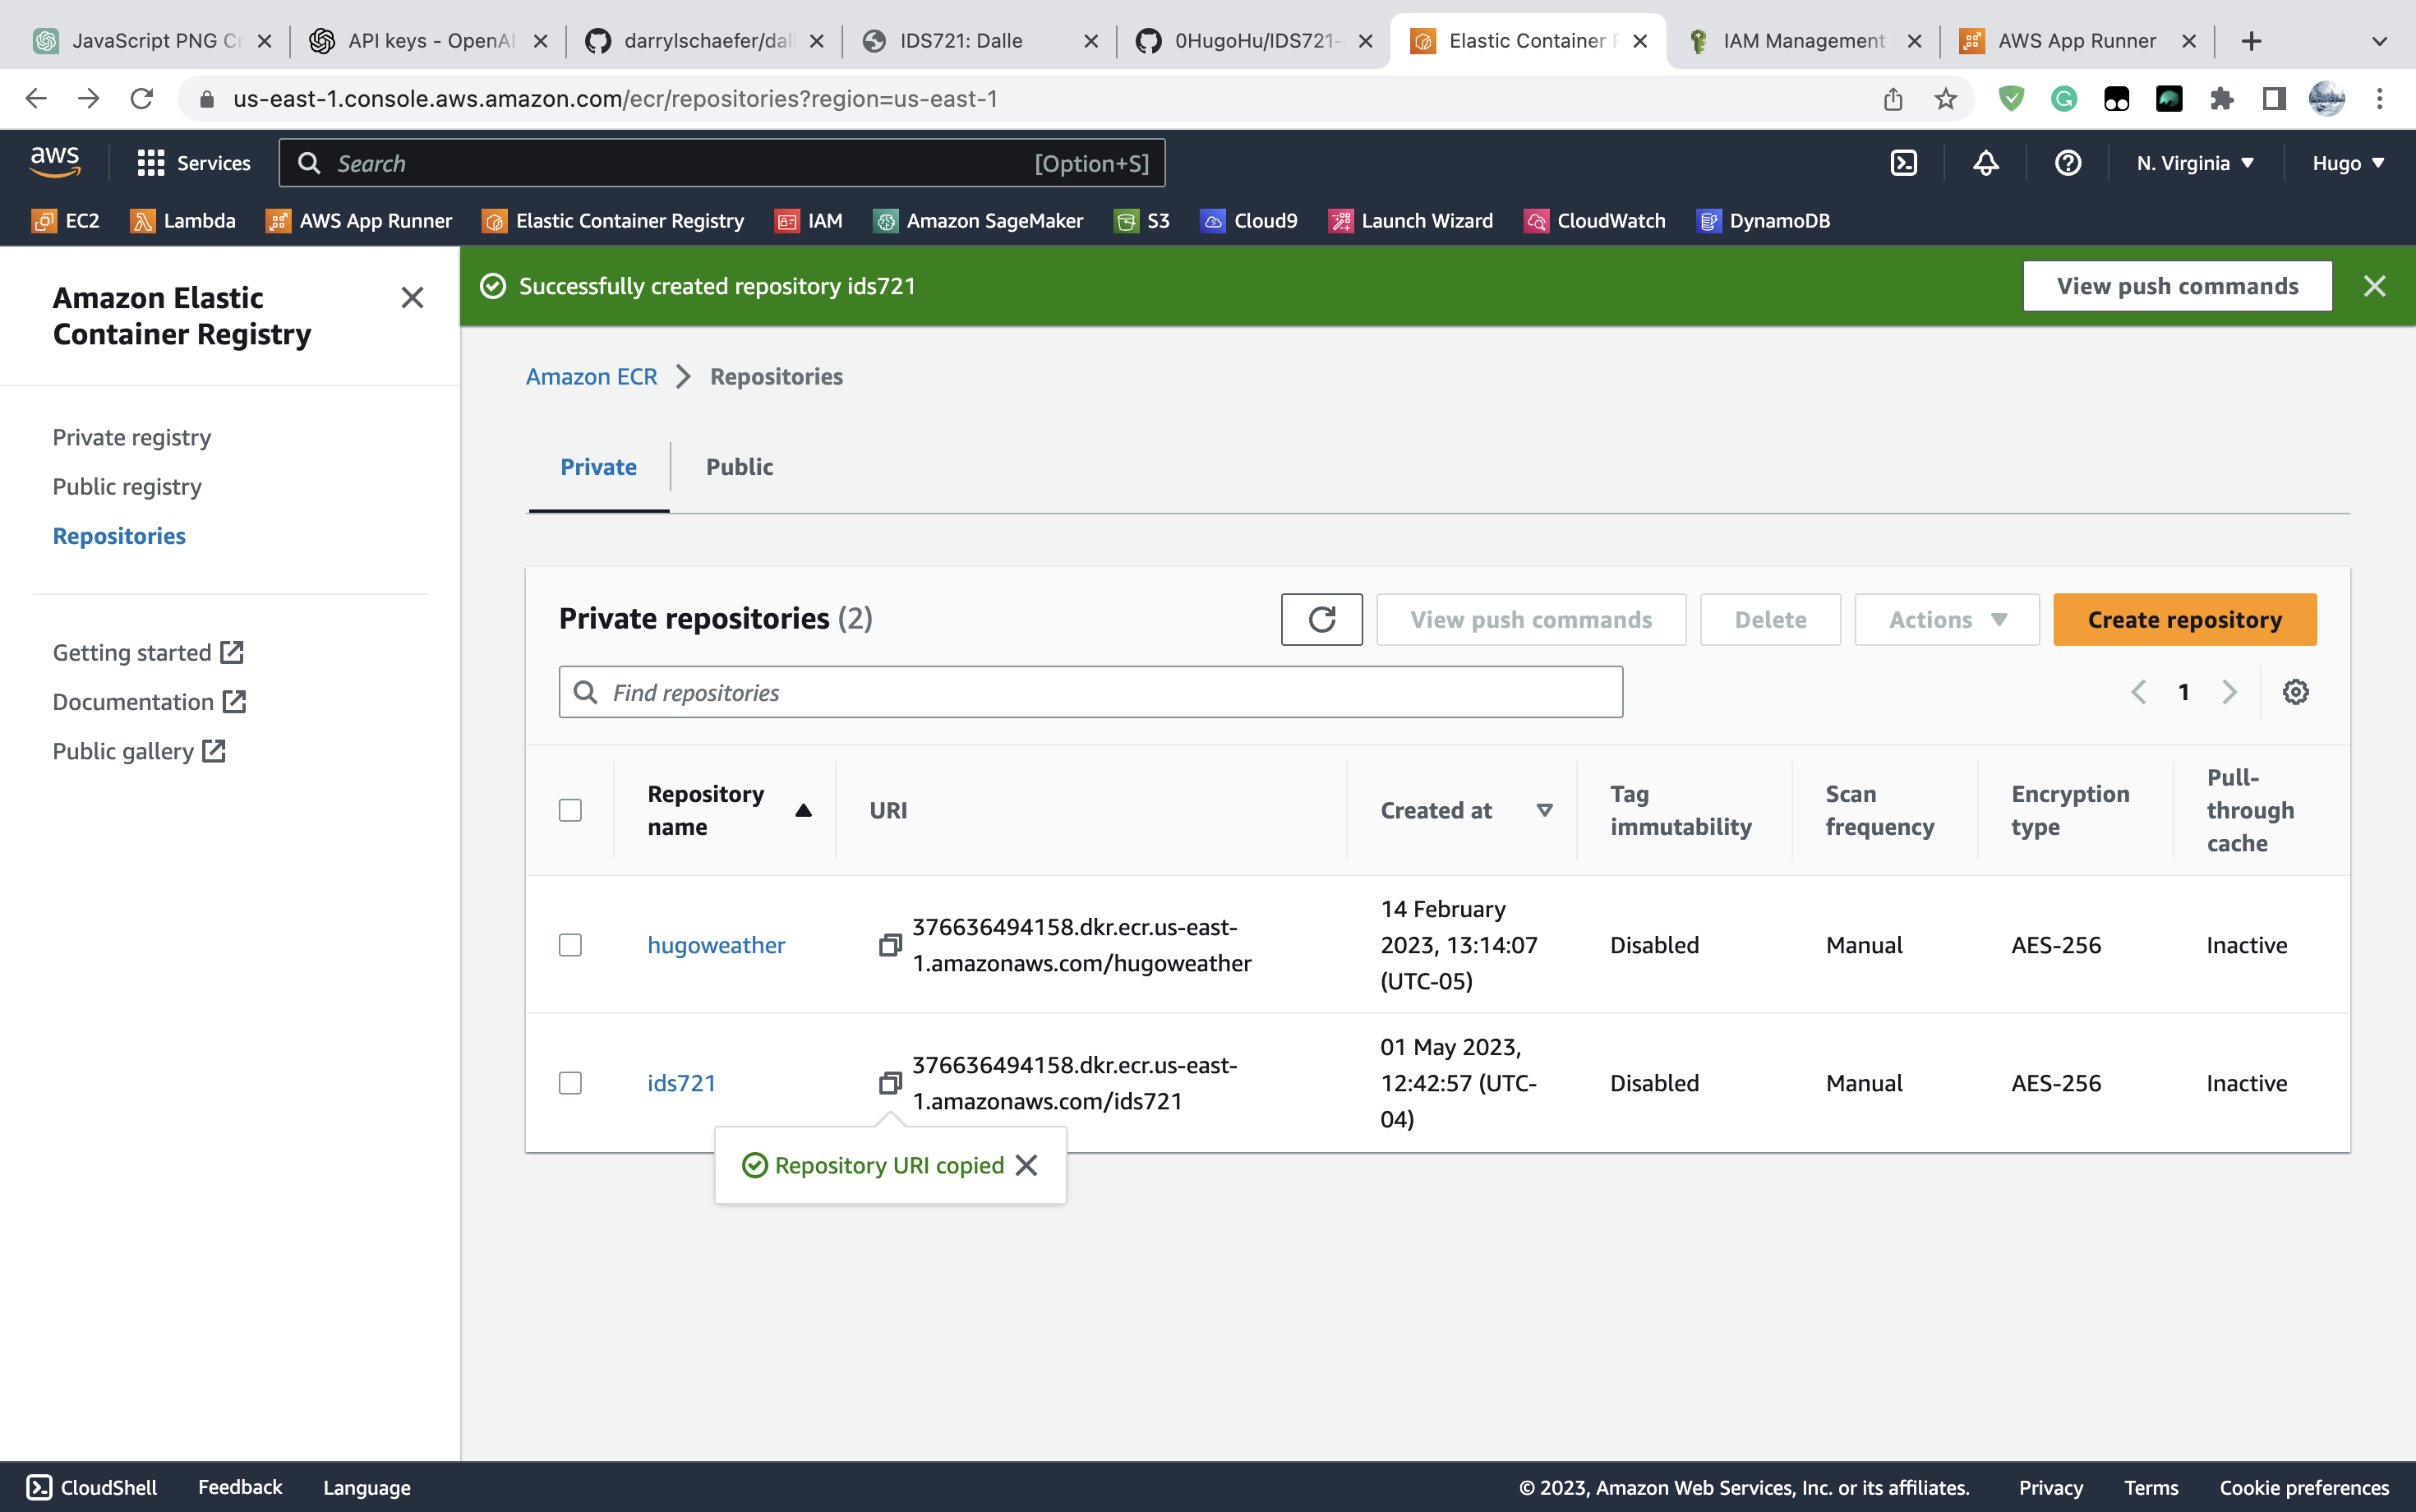 JavaScript PNG Cr
API keys - OpenAI
darrylschaefer/dall
IDS721: Dalle
0HugoHu/IDS721-
Elastic Container R
IAM Management
AWS App Runner
us-east-1.console.aws.amazon.com/ecr/repositories?region=us-east-1
aws
Services
Search
[Option+S]
N. Virginia
Hugo
EC2
Lambda
AWS App Runner
Elastic Container Registry
IAM
Amazon SageMaker
S3
Cloud9
Launch Wizard
CloudWatch
DynamoDB
Amazon Elastic
Container Registry
Private registry
Public registry
Repositories
Getting started
Documentation
Public gallery
Successfully created repository ids721
View push commands
Amazon ECR
Repositories
Private
Public
Private repositories (2)
View push commands
Delete
Actions
Create repository
Find repositories
1
Repository
name
URI
Created at
Tag
immutability
Scan
frequency
Encryption
type
Pull-
through
cache
hugoweather
376636494158.dkr.ecr.us-east-
1.amazonaws.com/hugoweather
14 February
2023, 13:14:07
(UTC-05)
Disabled
Manual
AES-256
Inactive
ids721
376636494158.dkr.ecr.us-east-
1.amazonaws.com/ids721
01 May 2023,
12:42:57 (UTC-
04)
Disabled
Manual
AES-256
Inactive
Repository URI copied
CloudShell
Feedback
Language
© 2023, Amazon Web Services, Inc. or its affiliates.
Privacy
Terms
Cookie preferences